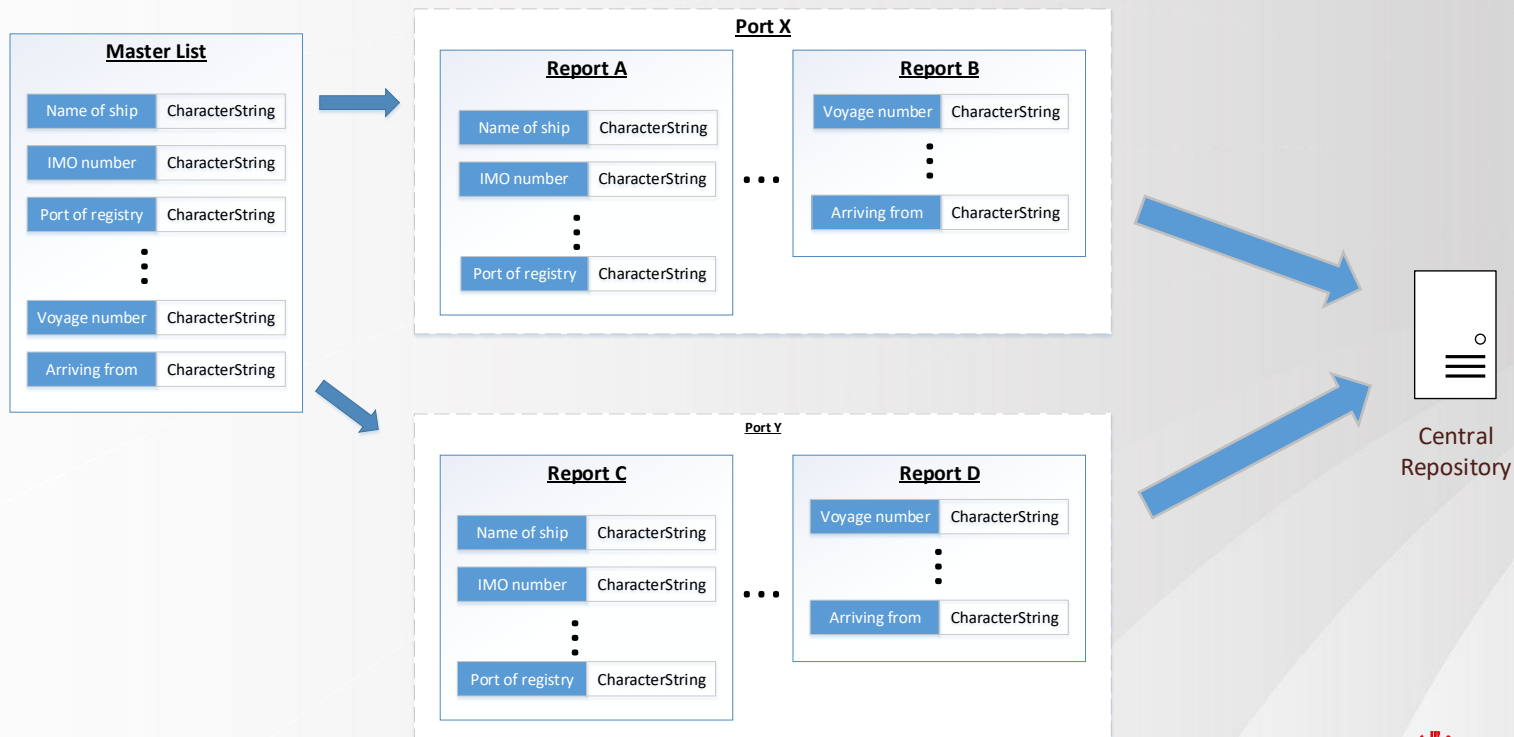 Master List
Name of ship CharacterString
IMO number CharacterString
Port of registry CharacterString
Voyage number CharacterString
Arriving from CharacterString
Port X
Report A
Name of ship CharacterString
IMO number CharacterString
Port of registry CharacterString
Report B
Voyage number CharacterString
Arriving from CharacterString
Port Y
Report C
Name of ship CharacterString
IMO number CharacterString
Port of registry CharacterString
Report D
Voyage number CharacterString
Arriving from CharacterString
Central
Repository